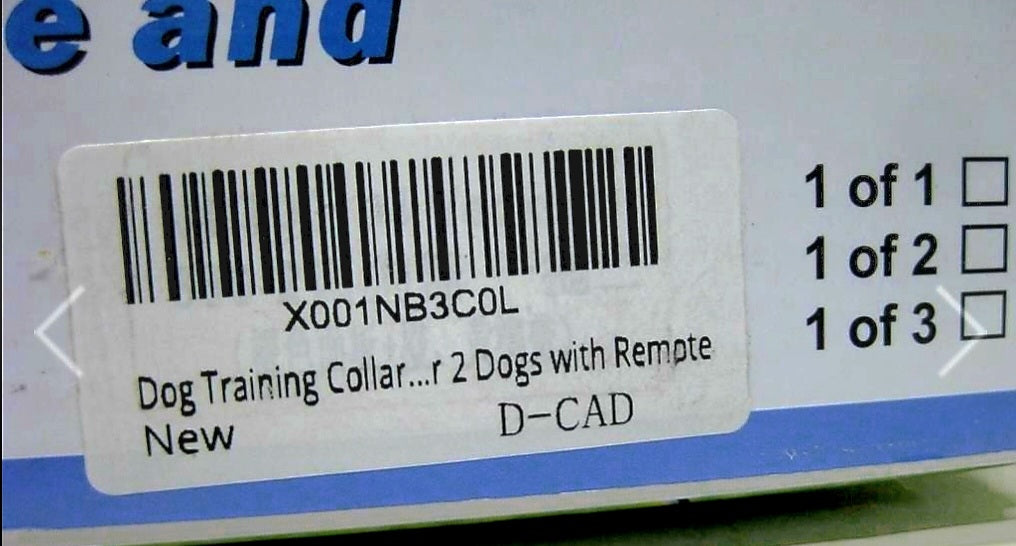 e and
X001NB3C0L
Dog Training Collar...r 2 Dogs with Remote
New
D-CAD
1 of 1
1 of 2
1 of 3